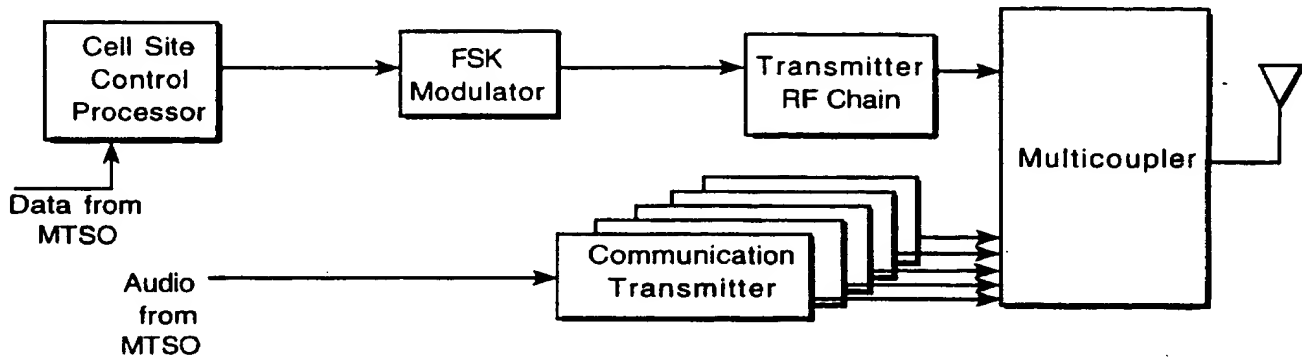 Cell Site
Control
Processor
FSK
Modulator
Transmitter
RF Chain
Multicoupler
Data from
MTSO
Communication
Transmitter
Audio
from
MTSO